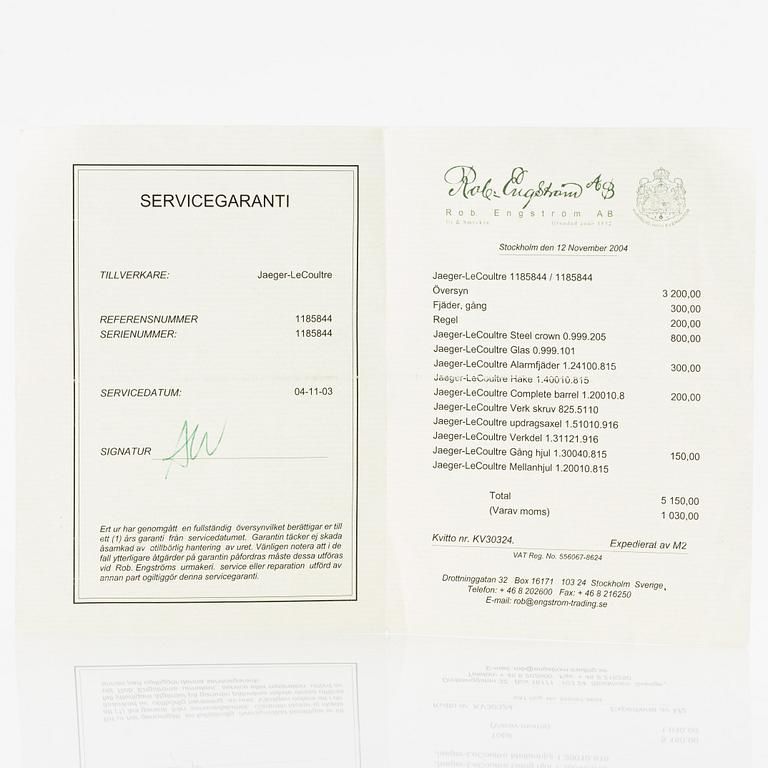 SERVICEGARANTI
TILLVERKARE: Jaeger-LeCoultre
REFERENSNUMMER 1185844
SERIENUMMER: 1185844
SERVICEDATUM: 04-11-03
SIGNATUR AW
Ert ur har genomgått en fullständig översynvilket berättigar er till
ett (1) års garanti från servicedatumet. Garantin täcker ej skada
åsamkad av otillbörlig hantering av uret. Vänligen notera att i de
fall ytterligare åtgärder på garantin påfordras måste dessa utföras
vid Rob. Engströms urmakeri. service eller reparation utförd av
annan part ogiltiggör denna servicegaranti.
Rob. Engström AB
Rob. Engström AB
Ur & Smycken Grundad anno 1852
Stockholm den 12 November 2004
Jaeger-LeCoultre 1185844 / 1185844
Översyn 3 200,00
Fjäder, gång 300,00
Regel 200,00
Jaeger-LeCoultre Steel crown 0.999.205 800,00
Jaeger-LeCoultre Glas 0.999.101
Jaeger-LeCoultre Alarmfjäder 1.24100.815 300,00
Jaeger-LeCoultre Hake 1.40010.815
Jaeger-LeCoultre Complete barrel 1.20010.8 200,00
Jaeger-LeCoultre Verk skruv 825.5110
Jaeger-LeCoultre updragsaxel 1.51010.916
Jaeger-LeCoultre Verkdel 1.31121.916
Jaeger-LeCoultre Gång hjul 1.30040.815 150,00
Jaeger-LeCoultre Mellanhjul 1.20010.815
Total 5 150,00
(Varav moms) 1 030,00
Kvitto nr. KV30324. Expedierat av M2
VAT Reg. No. 556067-8624
Drottninggatan 32 Box 16171 103 24 Stockholm Sverige,
Telefon: + 46 8 202600 Fax: + 46 8 216250
E-mail: rob@engstrom-trading.se